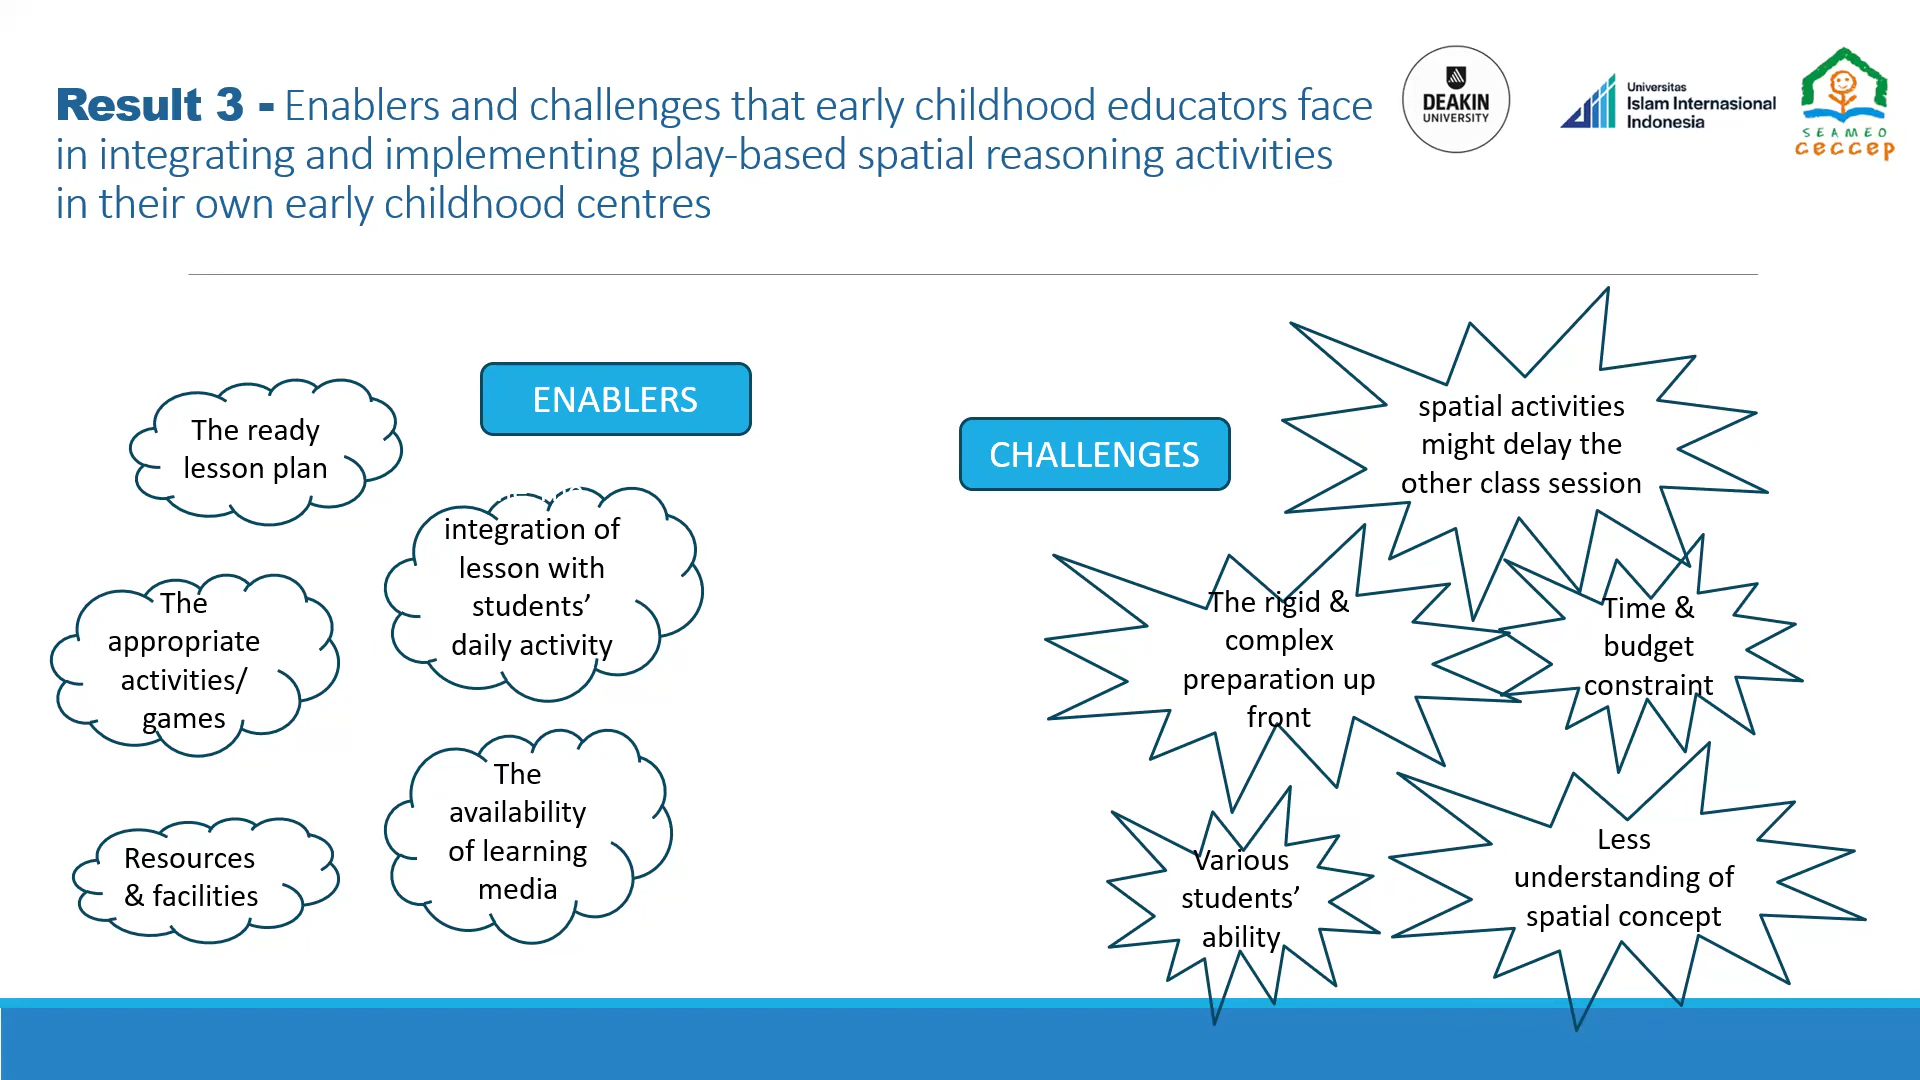 Result 3 - Enablers and challenges that early childhood educators face
in integrating and implementing play-based spatial reasoning activities
in their own early childhood centres
DEAKIN
UNIVERSITY
Universitas
Islam Internasional
Indonesia
SEAMEO
CECCEP
ENABLERS
The ready
lesson plan
integration of
lesson with
students’
daily activity
The
appropriate
activities/
games
The
availability
of learning
media
Resources
& facilities
CHALLENGES
spatial activities
might delay the
other class session
The rigid &
complex
preparation up
front
Time &
budget
constraint
Various
students’
ability
Less
understanding of
spatial concept